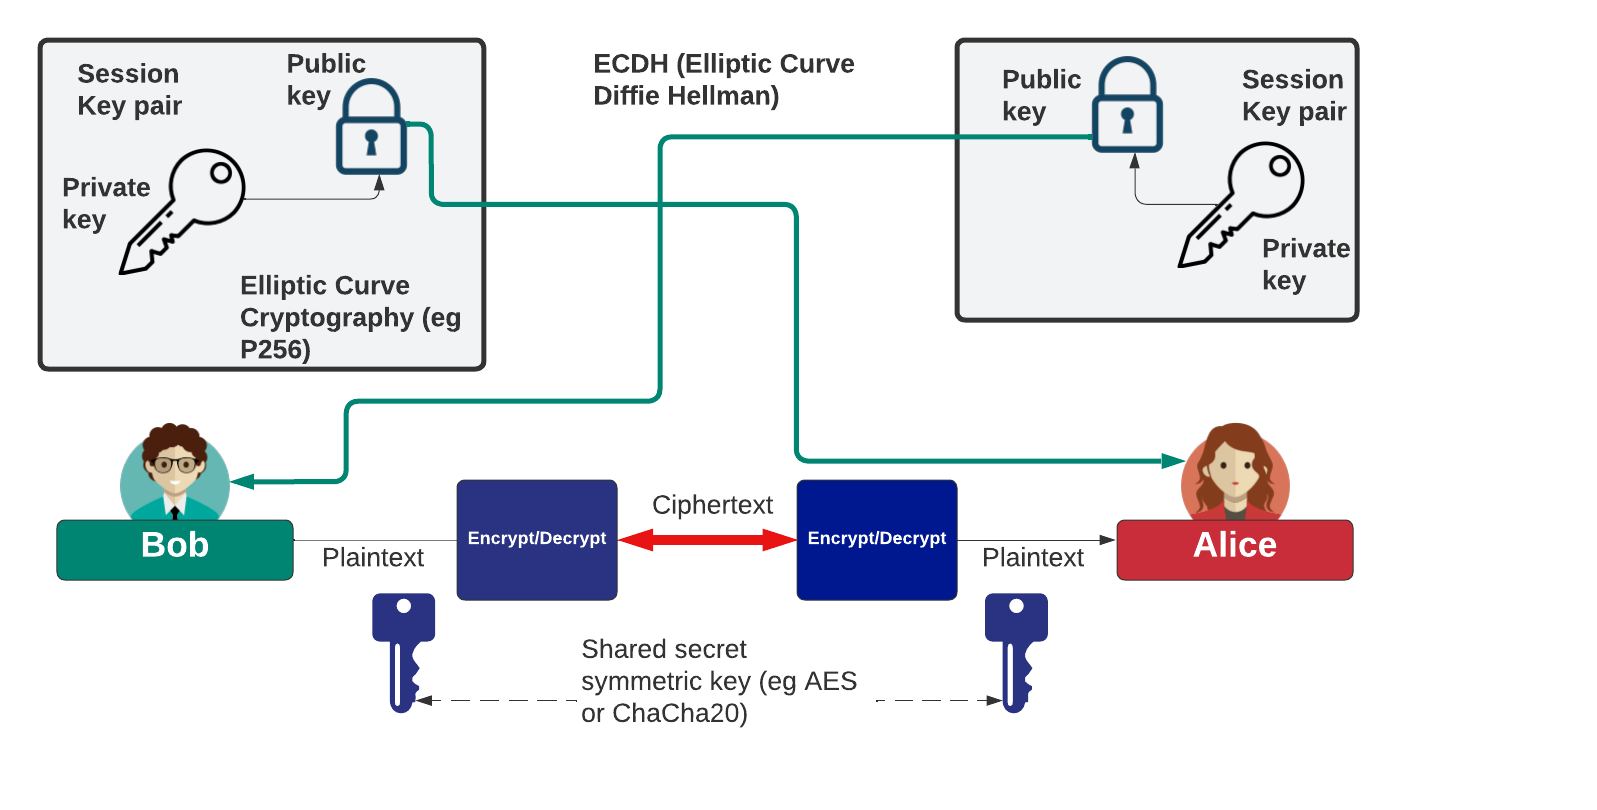 Session
Key pair
Public
key
Private
key
Elliptic Curve
Cryptography (eg
P256)
ECDH (Elliptic Curve
Diffie Hellman)
Public
key
Session
Key pair
Private
key
Bob
Plaintext
Encrypt/Decrypt
Ciphertext
Encrypt/Decrypt
Plaintext
Alice
Shared secret
symmetric key (eg AES
or ChaCha20)